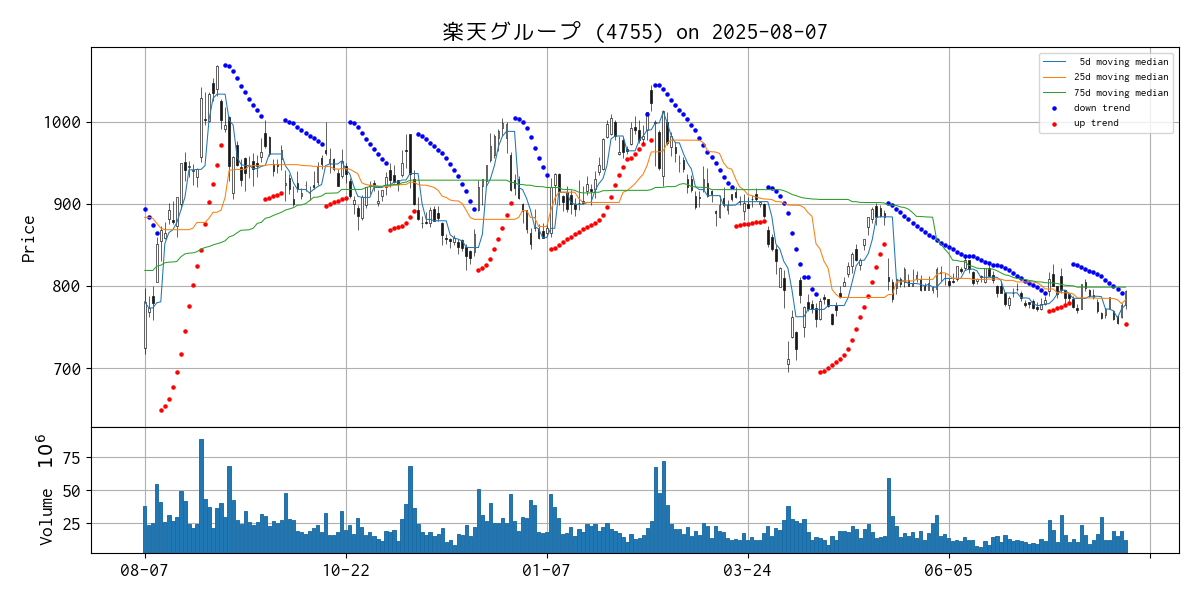 楽天グループ (4755) on 2025-08-07
5d moving median
25d moving median
75d moving median
down trend
up trend
Price
1000
900
800
700
Volume 10^6
75
50
25
08-07
10-22
01-07
03-24
06-05